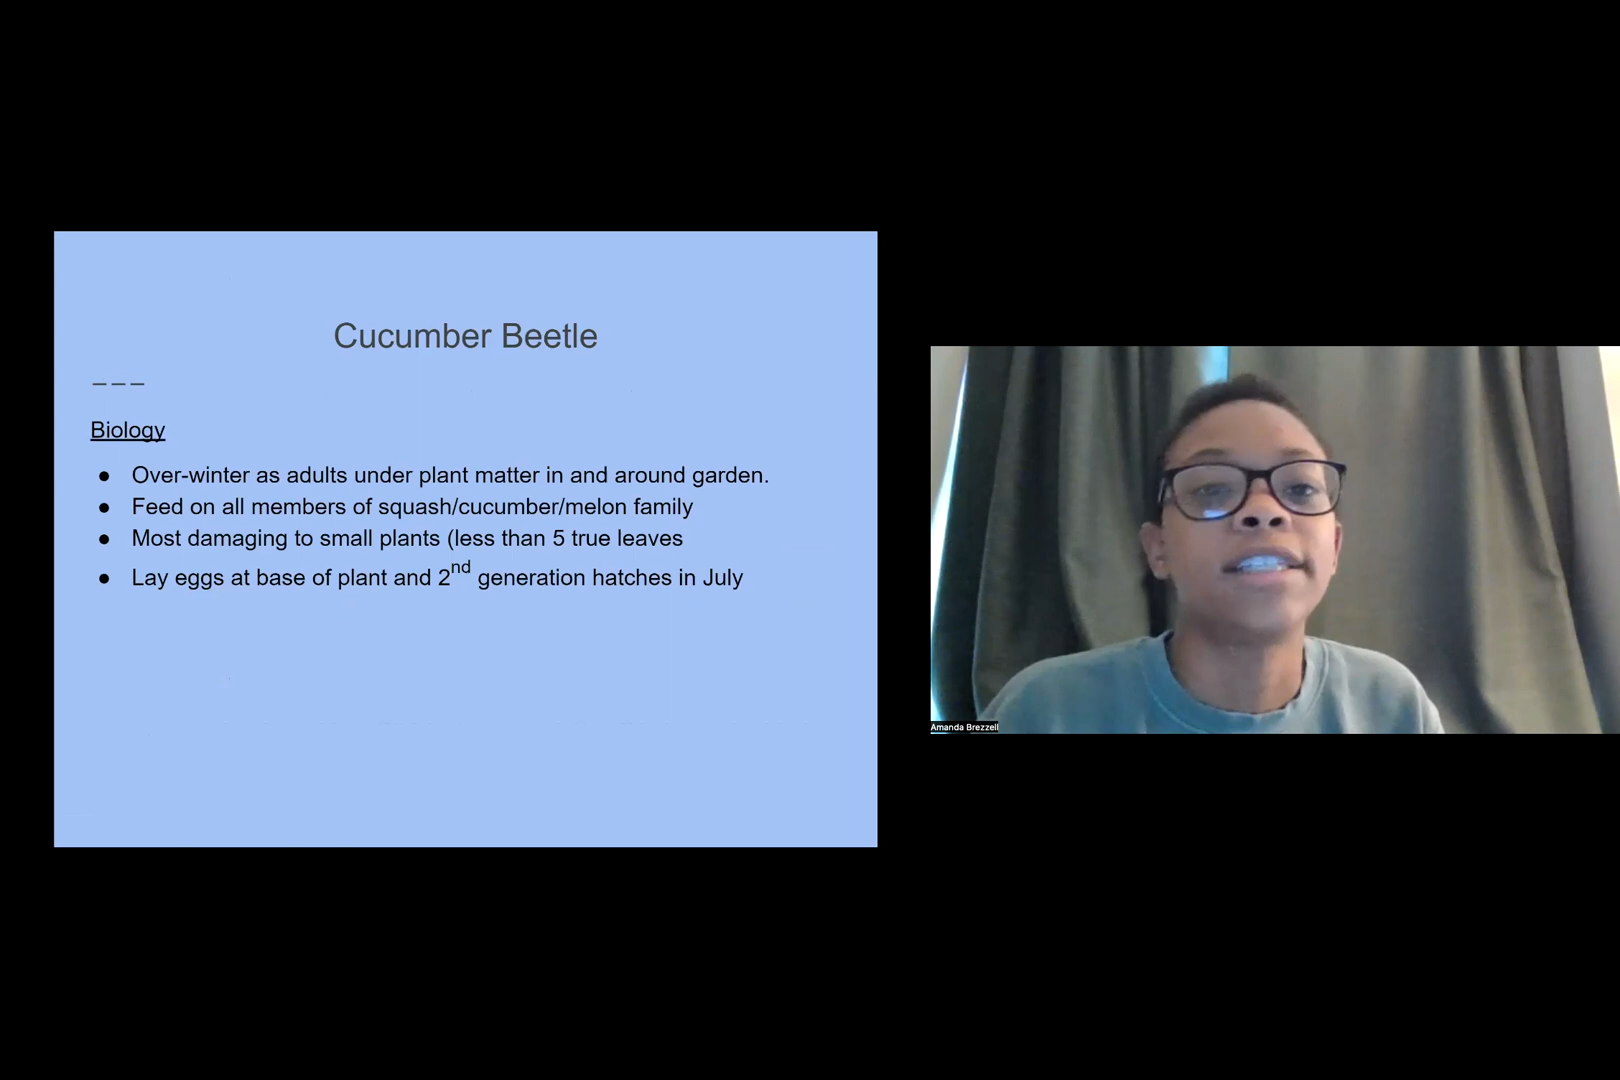 Cucumber Beetle
Biology
● Over-winter as adults under plant matter in and around garden.
● Feed on all members of squash/cucumber/melon family
● Most damaging to small plants (less than 5 true leaves
● Lay eggs at base of plant and 2nd generation hatches in July
Amanda Brezzell